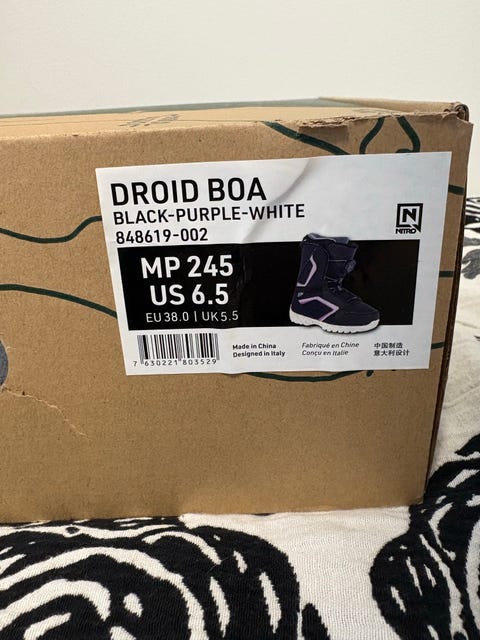 DROID BOA
BLACK-PURPLE-WHITE
848619-002
NITRO
MP 245
US 6.5
EU 38.0 | UK 5.5
7 630221 803529
Made in China
Designed in Italy
Fabriqué en Chine
Conçu en Italie
中国制造
意大利设计